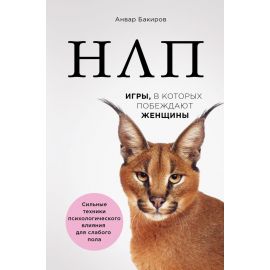 Анвар Бакиров
НЛП
ИГРЫ, В КОТОРЫХ
ПОБЕЖДАЮТ
ЖЕНЩИНЫ
Сильные
техники
психологического
влияния
для слабого
пола